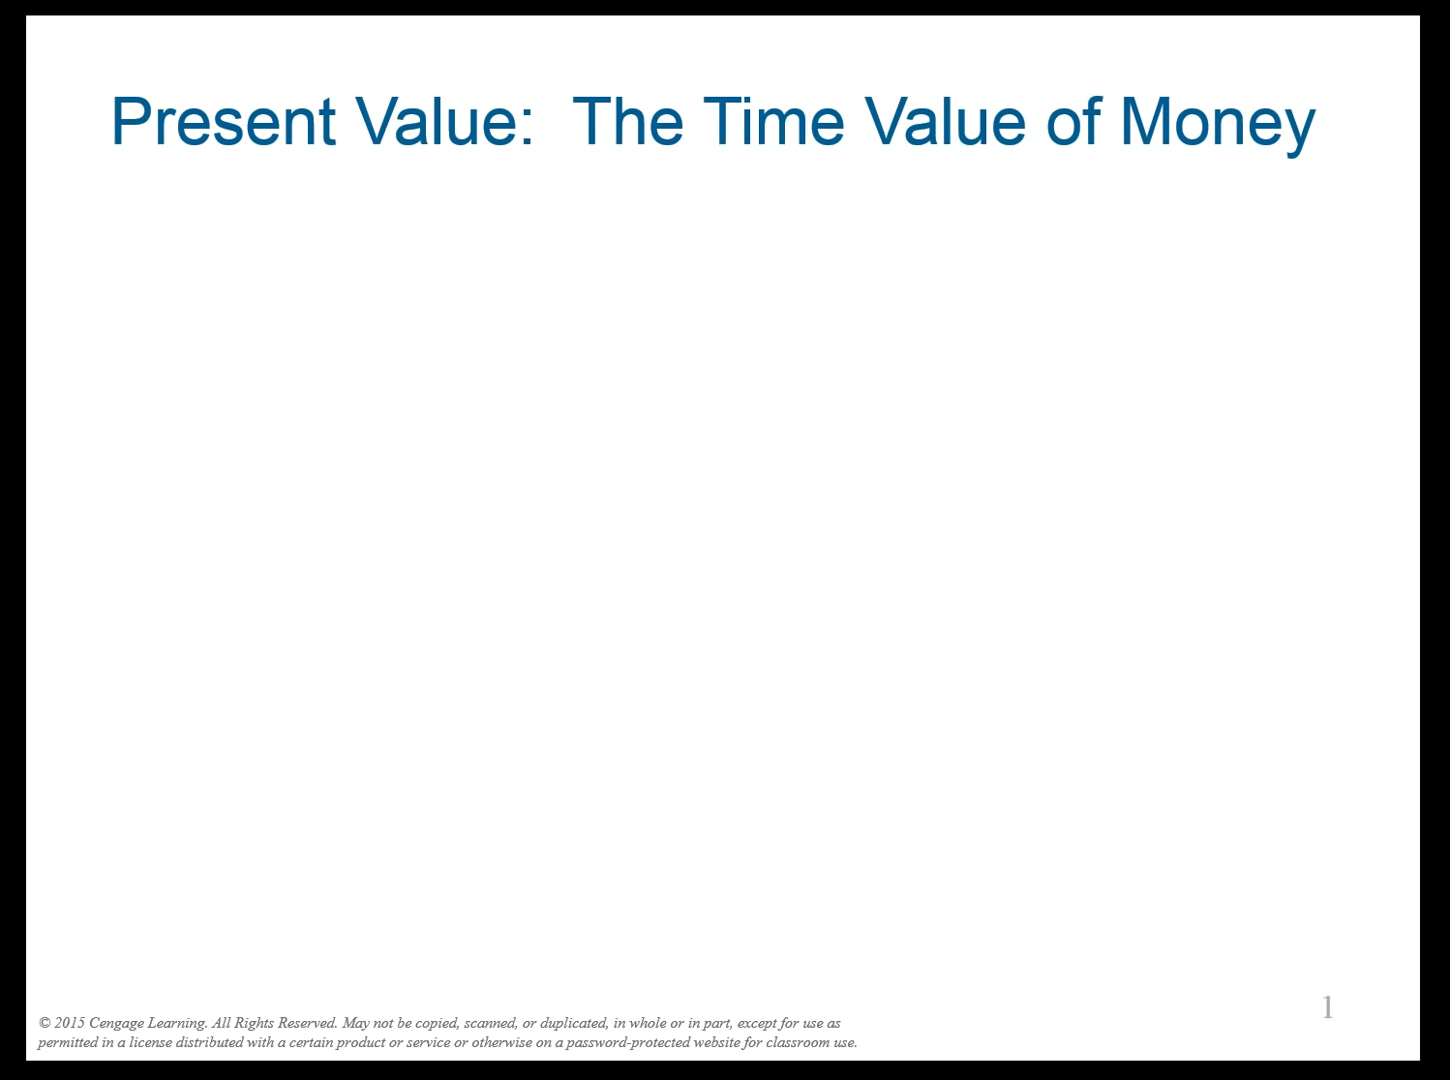 Present Value:  The Time Value of Money
1
© 2015 Cengage Learning. All Rights Reserved. May not be copied, scanned, or duplicated, in whole or in part, except for use as
permitted in a license distributed with a certain product or service or otherwise on a password-protected website for classroom use.